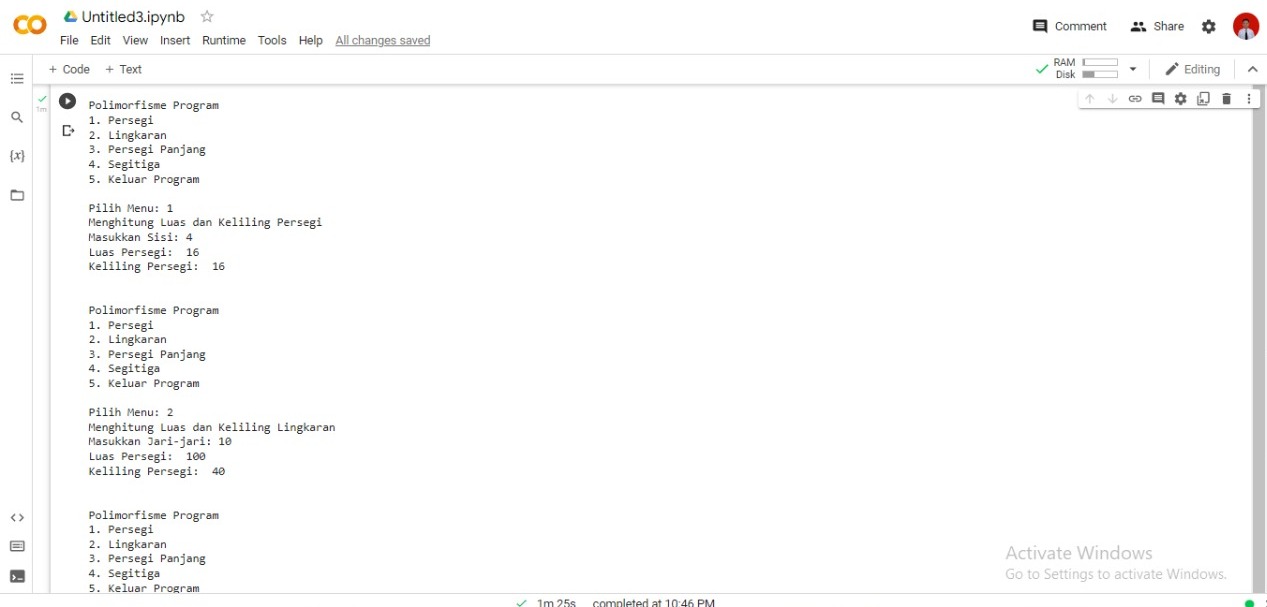 Untitled3.ipynb
Comment
Share
File Edit View Insert Runtime Tools Help All changes saved
+ Code + Text
RAM
Disk
Editing
1m
{x}
Polimorfisme Program
1. Persegi
2. Lingkaran
3. Persegi Panjang
4. Segitiga
5. Keluar Program
Pilih Menu: 1
Menghitung Luas dan Keliling Persegi
Masukkan Sisi: 4
Luas Persegi:  16
Keliling Persegi:  16
Polimorfisme Program
1. Persegi
2. Lingkaran
3. Persegi Panjang
4. Segitiga
5. Keluar Program
Pilih Menu: 2
Menghitung Luas dan Keliling Lingkaran
Masukkan Jari-jari: 10
Luas Persegi:  100
Keliling Persegi:  40
Polimorfisme Program
1. Persegi
2. Lingkaran
3. Persegi Panjang
4. Segitiga
5. Keluar Program
Activate Windows
Go to Settings to activate Windows.
1m 25s completed at 10:46 PM